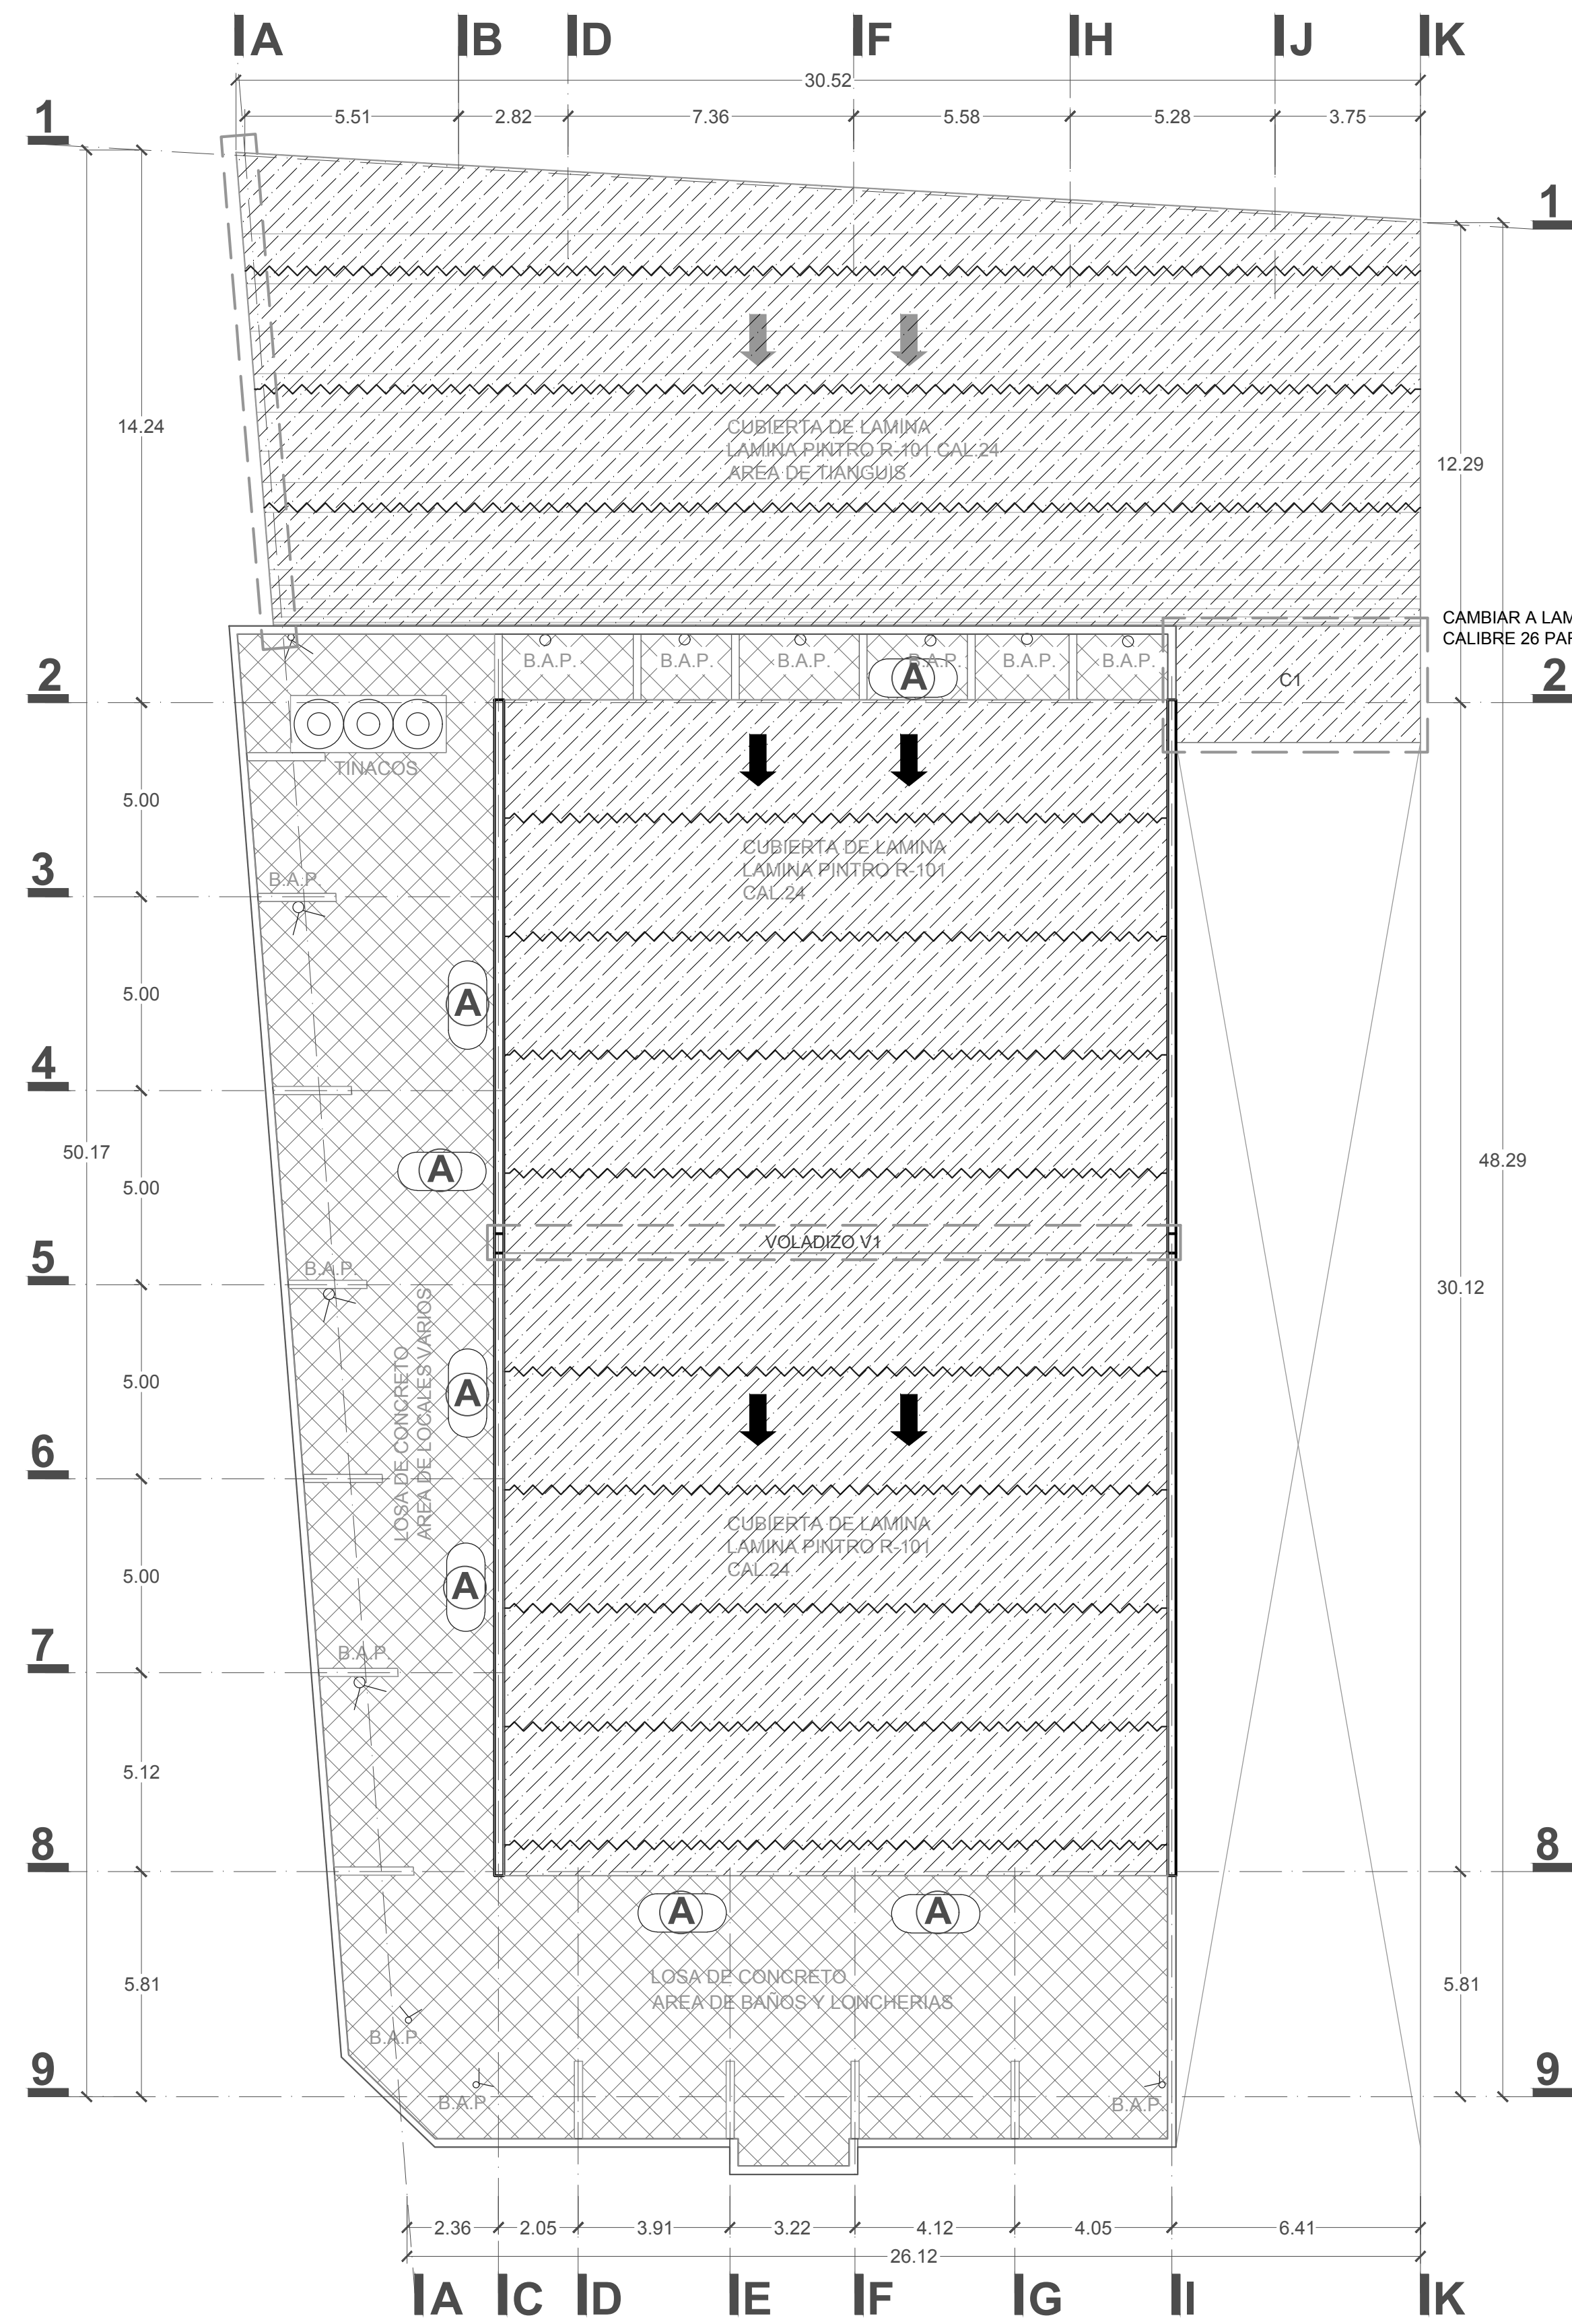 A B D F H J K
30.52
5.51 2.82 7.36 5.58 5.28 3.75
1
1
14.24
12.29
CUBIERTA DE LAMINA
LAMINA PINTRO R-101 CAL.24
AREA DE TIANGUIS
CAMBIAR A LAM
CALIBRE 26 PAR
B.A.P. B.A.P. B.A.P. B.A.P. B.A.P. B.A.P.
A
C1
2
2
TINACOS
5.00
CUBIERTA DE LAMINA
LAMINA PINTRO R-101
CAL.24
3
B.A.P.
5.00
A
4
50.17
48.29
A
5.00
VOLADIZO V1
5
B.A.P.
30.12
LOSA DE CONCRETO
AREA DE LOCALES VARIOS
5.00
A
6
CUBIERTA DE LAMINA
LAMINA PINTRO R-101
CAL.24
5.00
A
7
B.A.P.
5.12
8
8
A A
LOSA DE CONCRETO
AREA DE BAÑOS Y LONCHERIAS
5.81
5.81
B.A.P.
9
9
B.A.P.
B.A.P.
2.36 2.05 3.91 3.22 4.12 4.05 6.41
26.12
A C D E F G I K